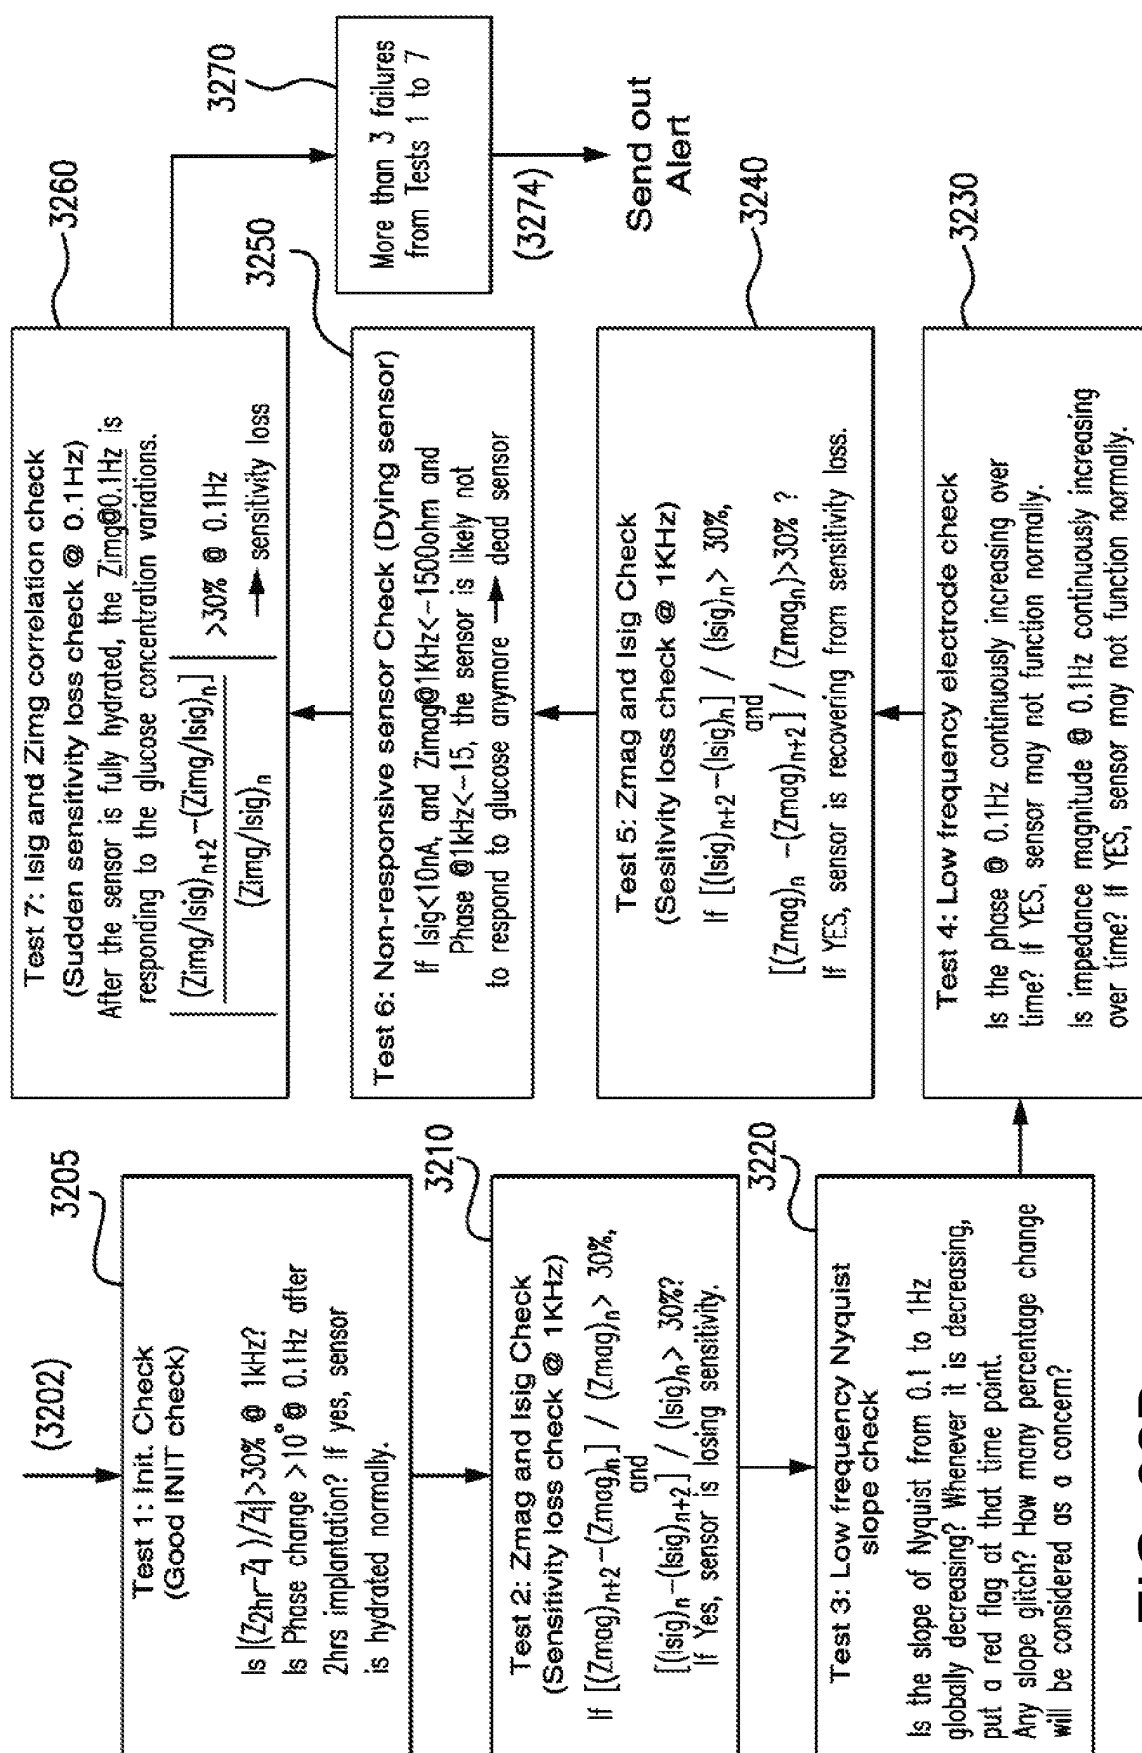 (3202)
3205
Test 1: Init. Check
(Good INIT check)
Is |(Z2hr-Z1)/Z1|>30% @ 1kHz?
Is Phase change >10° @ 0.1Hz after
2hrs implantation? If yes, sensor
is hydrated normally.
3210
Test 2: Zmag and Isig Check
(Sensitivity loss check @ 1KHz)
If [(Zmag)n+2-(Zmag)n] / (Zmag)n> 30%,
and
[(Isig)n-(Isig)n+2] / (Isig)n> 30%?
If Yes, sensor is losing sensitivity.
3220
Test 3: Low frequency Nyquist
slope check
Is the slope of Nyquist from 0.1 to 1Hz
globally decreasing? Whenever it is decreasing,
put a red flag at that time point.
Any slope glitch? How many percentage change
will be considered as a concern?
3230
Test 4: Low frequency electrode check
Is the phase @ 0.1Hz continuously increasing over
time? If YES, sensor may not function normally.
Is impedance magnitude @ 0.1Hz continuously increasing
over time? If YES, sensor may not function normally.
3240
Test 5: Zmag and Isig Check
(Sesitivity loss check @ 1KHz)
If [(Isig)n+2-(Isig)n] / (Isig)n> 30%,
and
[(Zmag)n -(Zmag)n+2] / (Zmagn)>30% ?
If YES, sensor is recovering from sensitivity loss.
3250
Test 6: Non-responsive sensor Check (Dying sensor)
If Isig<10nA, and Zimag@1KHz<-1500ohm and
Phase @1kHz<-15, the sensor is likely not
to respond to glucose anymore → dead sensor
3260
Test 7: Isig and Zimg correlation check
(Sudden sensitivity loss check @ 0.1Hz)
After the sensor is fully hydrated, the Zimg@0.1Hz is
responding to the glucose concentration variations.
|(Zimg/Isig)n+2-(Zimg/Isig)n]
(Zimg/Isig)n| >30% @ 0.1Hz
→ sensitivity loss
3270
More than 3 failures
from Tests 1 to 7
(3274)
Send out
Alert